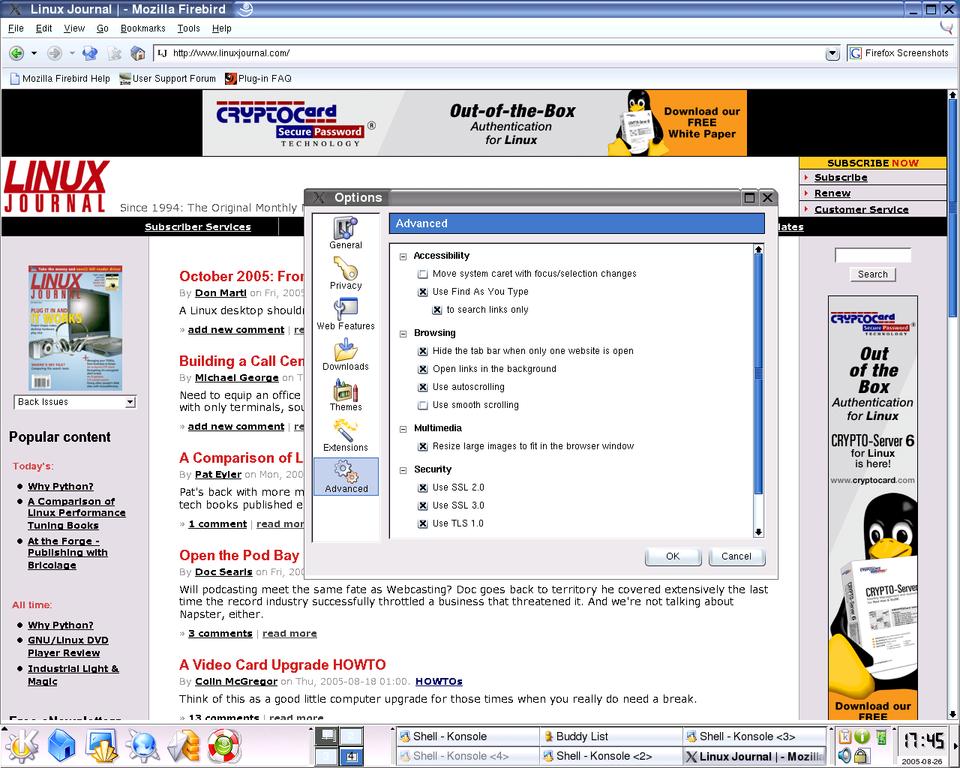 Linux Journal | - Mozilla Firebird
File Edit View Go Bookmarks Tools Help
LJ http://www.linuxjournal.com/
G Firefox Screenshots
Mozilla Firebird Help User Support Forum Plug-in FAQ
CRYPTOCard
Secure Password ®
TECHNOLOGY
Out-of-the-Box
Authentication
for Linux
Download our
FREE
White Paper
LINUX
JOURNAL
Since 1994: The Original Monthly
SUBSCRIBE NOW
Subscribe
Renew
Customer Service
Subscriber Services
LINUX
JOURNAL
PLUG IN AND
IT WORKS
Back Issues
Popular content
Today's:
Why Python?
A Comparison of
Linux Performance
Tuning Books
At the Forge -
Publishing with
Bricolage
All time:
Why Python?
GNU/Linux DVD
Player Review
Industrial Light &
Magic
October 2005: From
By Don Marti on Fri, 2005
A Linux desktop should
» add new comment |
Building a Call Cen
By Michael George on T
Need to equip an office
with only terminals, sou
» add new comment |
A Comparison of L
By Pat Eyler on Mon, 200
Pat's back with more m
tech books published e
» 1 comment | read mor
Open the Pod Bay
By Doc Searls on Fri, 200
Will podcasting meet the same fate as Webcasting? Doc goes back to territory he covered extensively the last
time the record industry successfully throttled a business that threatened it. And we're not talking about
Napster, either.
» 3 comments | read more
A Video Card Upgrade HOWTO
By Colin McGregor on Thu, 2005-08-18 01:00. HOWTOs
Think of this as a good little computer upgrade for those times when you really do need a break.
» 13 comments | read more
Options
General
Privacy
Web Features
Downloads
Themes
Extensions
Advanced
Advanced
Accessibility
Move system caret with focus/selection changes
Use Find As You Type
to search links only
Browsing
Hide the tab bar when only one website is open
Open links in the background
Use autoscrolling
Use smooth scrolling
Multimedia
Resize large images to fit in the browser window
Security
Use SSL 2.0
Use SSL 3.0
Use TLS 1.0
OK Cancel
Search
CRYPTOCard
Secure Password
TECHNOLOGY
Out
of the
Box
Authentication
for Linux
CRYPTO-Server 6
for Linux
is here!
www.cryptocard.com
CRYPTO-Server
Download our
FREE
4
Shell - Konsole
Buddy List
Shell - Konsole <3>
Shell - Konsole <4>
Shell - Konsole <2>
Linux Journal | - Mozill
17:45
2005-08-26